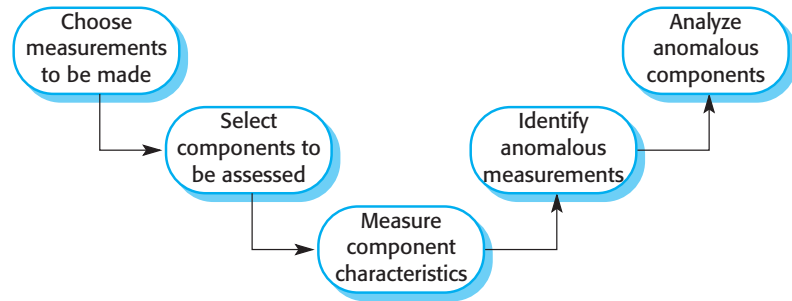 Choose
measurements
to be made
Select
components to
be assessed
Measure
component
characteristics
Identify
anomalous
measurements
Analyze
anomalous
components